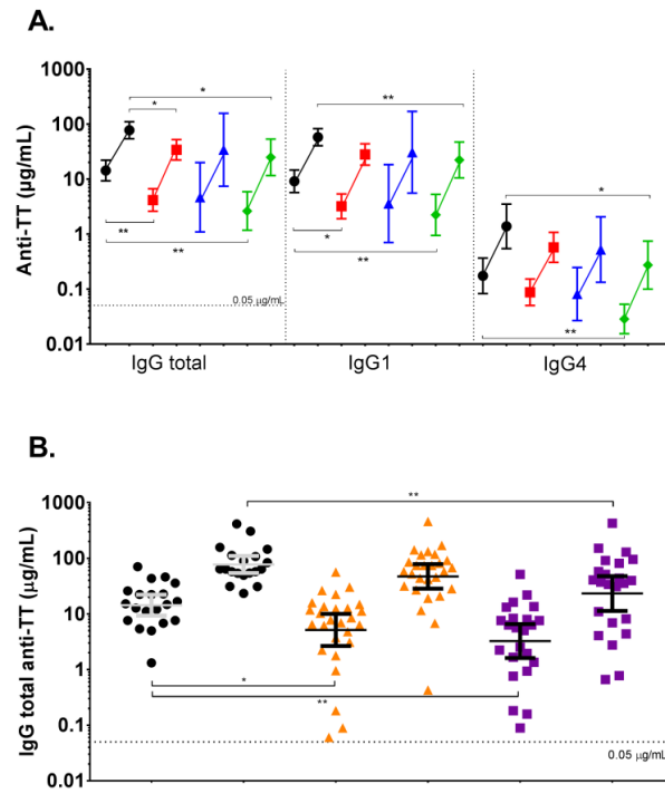 A.
1000
100
10
1
0.1
0.01
Anti-TT (µg/mL)
* **
* *
** *
** **
**
0.05 µg/mL
IgG total IgG1 IgG4
B.
1000
100
10
1
0.1
0.01
IgG total anti-TT (µg/mL)
**
*
**
0.05 µg/mL